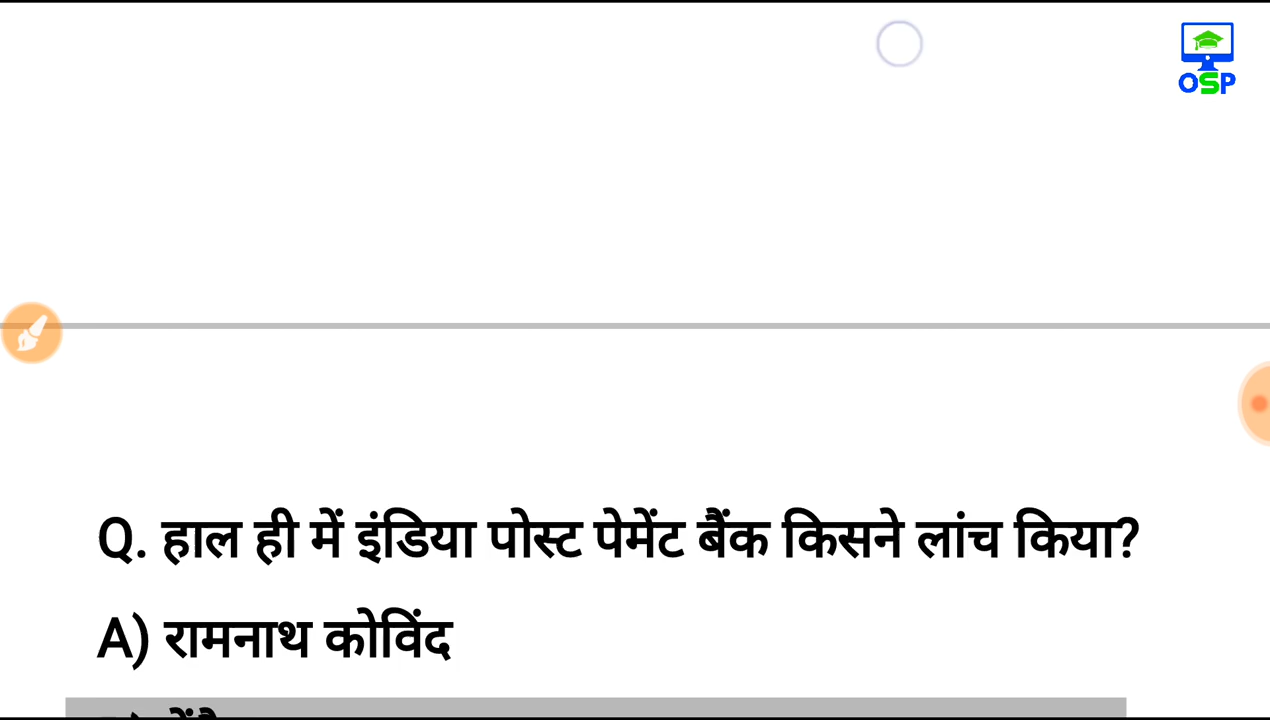 OSP
Q. हाल ही में इंडिया पोस्ट पेमेंट बैंक किसने लांच किया?
A) रामनाथ कोविंद